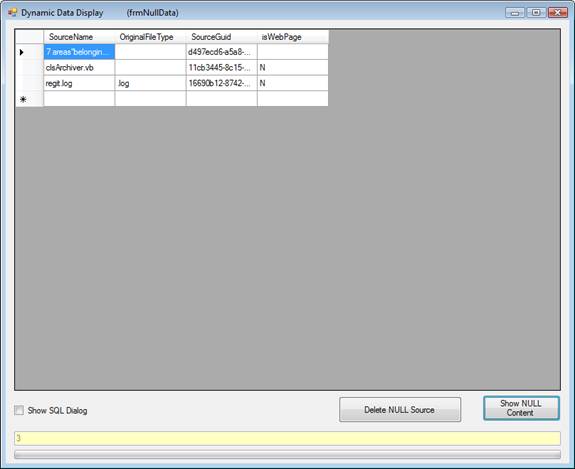 Dynamic Data Display (frmNullData)
SourceName OriginalFileType SourceGuid isWebPage
7 areas"belongin... d497ecd6-a5a8-...
clsArchiver.vb 11cb3445-8c15-... N
regit.log .log 16690b12-8742-... N
Show SQL Dialog
Delete NULL Source
Show NULL
Content
3